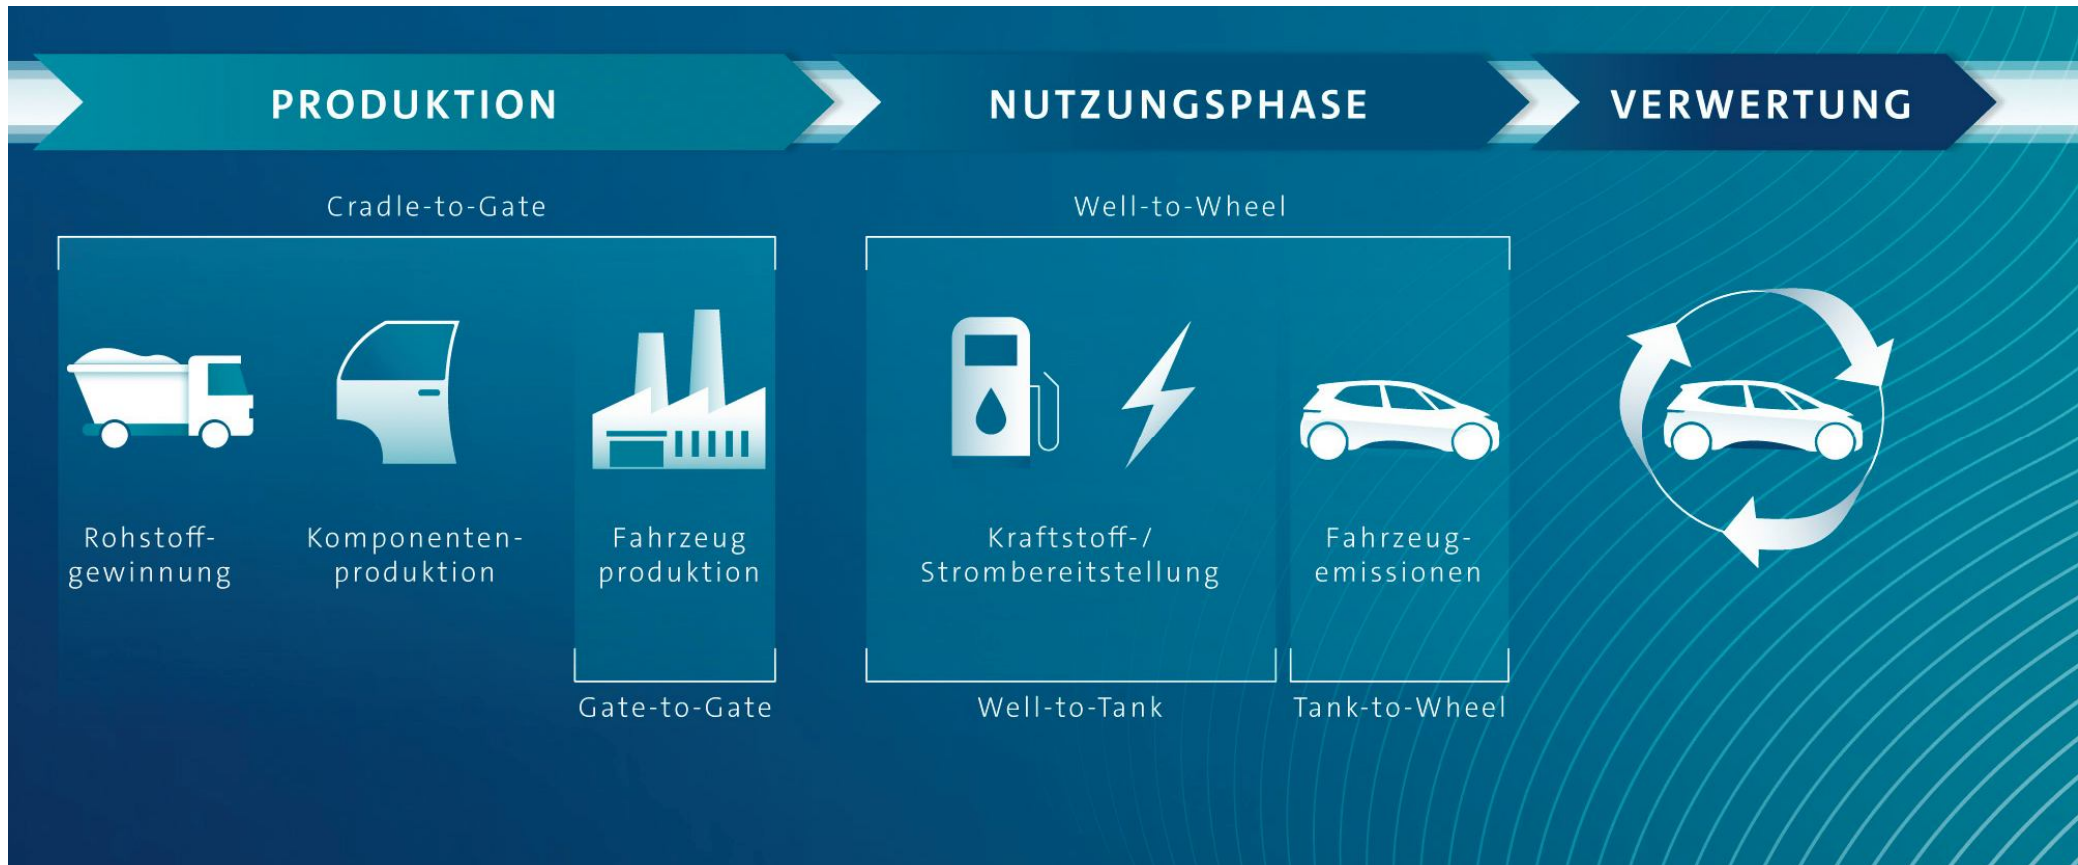 PRODUKTION
NUTZUNGSPHASE
VERWERTUNG
Cradle-to-Gate
Well-to-Wheel
Rohstoff-
gewinnung
Komponenten-
produktion
Fahrzeug
produktion
Kraftstoff-/
Strombereitstellung
Fahrzeug-
emissionen
Gate-to-Gate
Well-to-Tank
Tank-to-Wheel